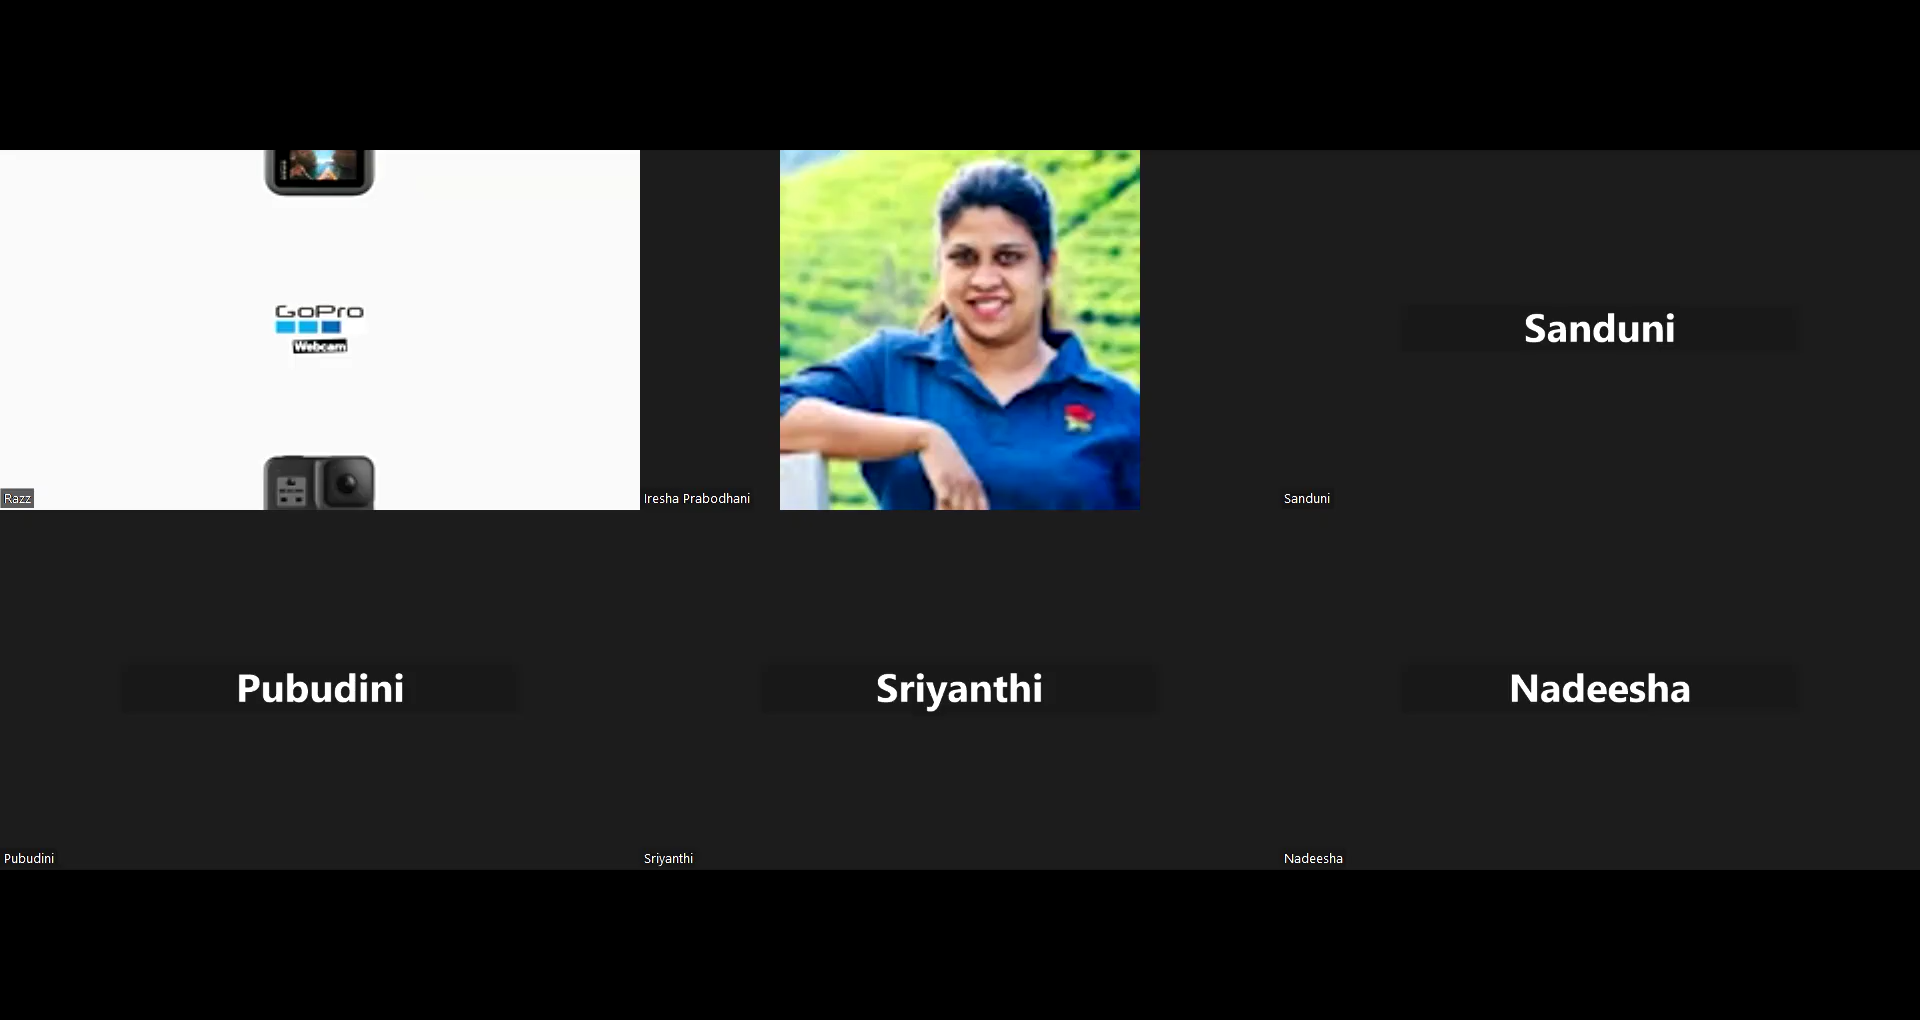 GoPro
Webcam
Razz
Iresha Prabodhani
Sanduni
Sanduni
Pubudini
Sriyanthi
Nadeesha
Pubudini
Sriyanthi
Nadeesha